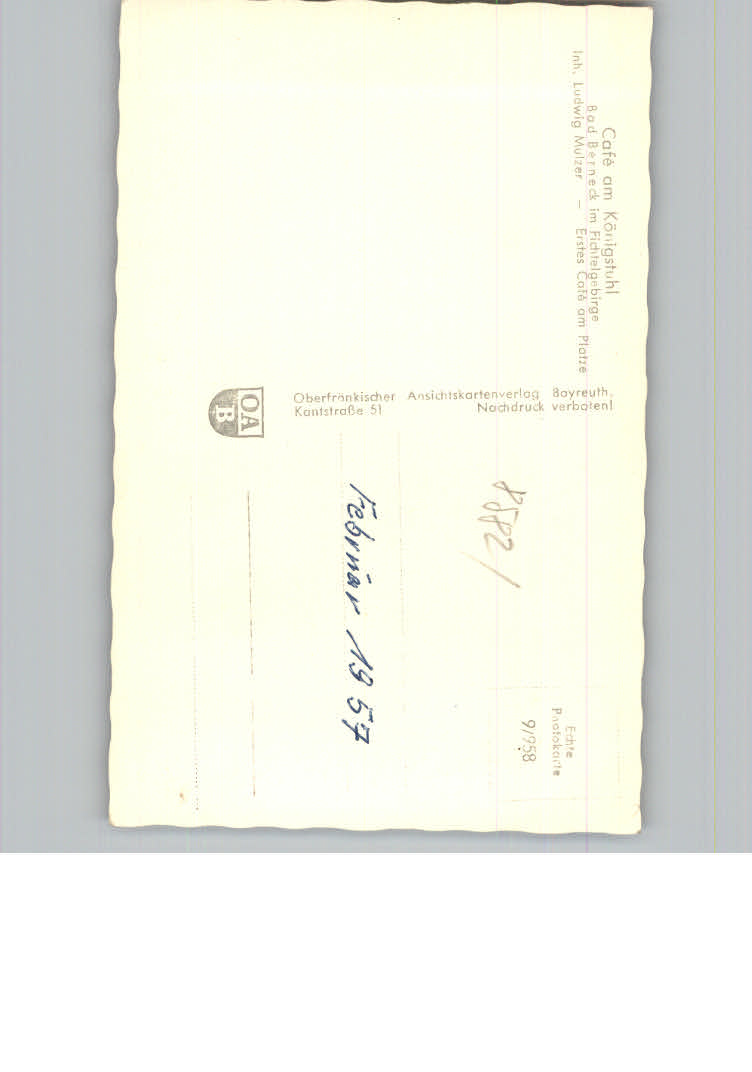 Café am Königstuhl
Bad Berneck im Fichtelgebirge
Inh. Ludwig Mulzer – Erstes Café am Platze
Oberfränkischer Ansichtskartenverlag Bayreuth,
Kantstraße 51 Nachdruck verboten!
OA
B
8582/
Februar 1957
Echte
Photokarte
9/958